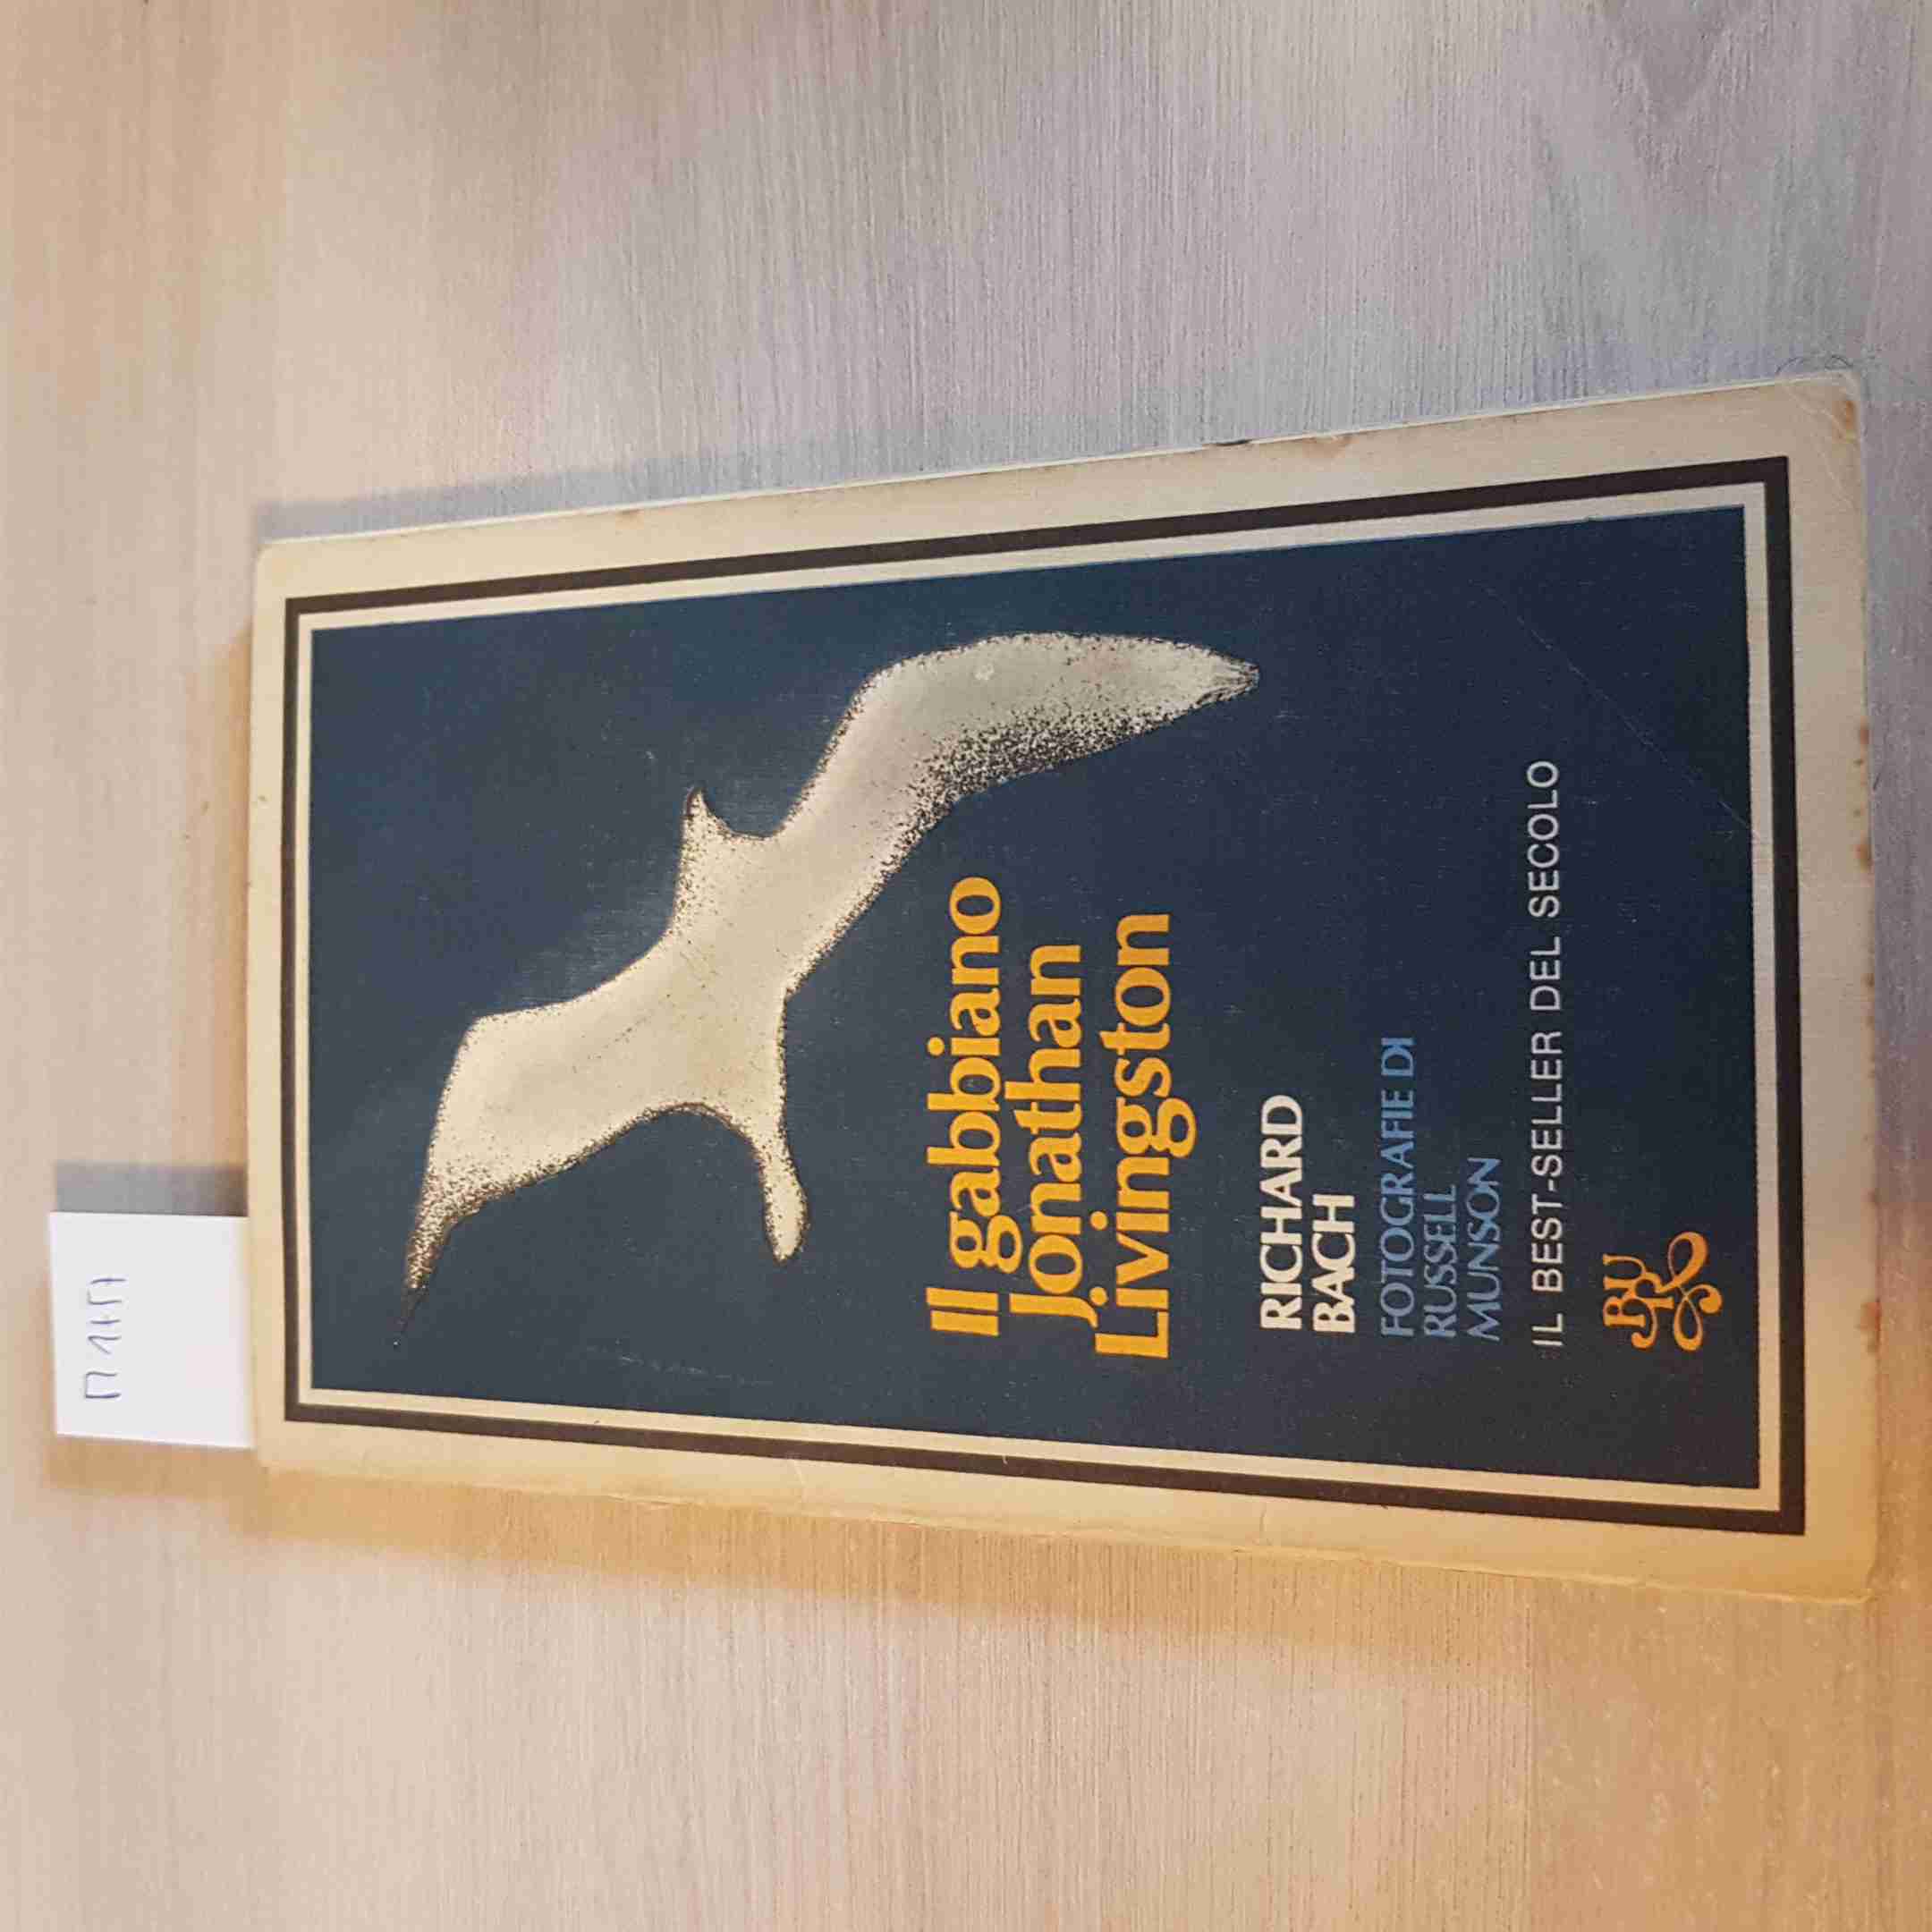 Il gabbiano
Jonathan
Livingston
RICHARD
BACH
FOTOGRAFIE DI
RUSSELL
MUNSON
IL BEST-SELLER DEL SECOLO
BUR